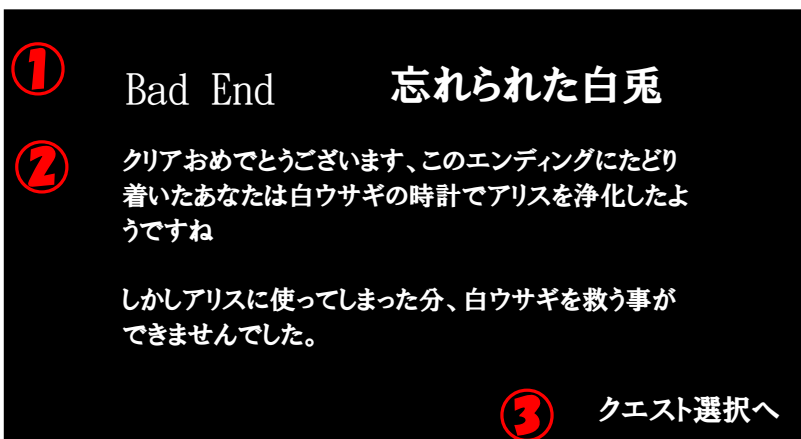 ① Bad End 忘れられた白兎
② クリアおめでとうございます、このエンディングにたどり
着いたあなたは白ウサギの時計でアリスを浄化したよ
うですね
しかしアリスに使ってしまった分、白ウサギを救う事が
できませんでした。
③ クエスト選択へ